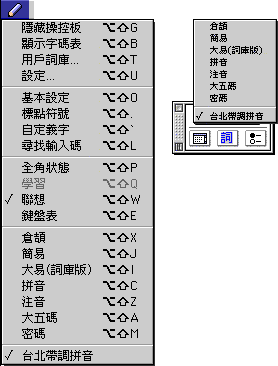 隱藏操控板 ⌥⇧G
顯示字碼表 ⌥⇧B
用戶詞庫... ⌥⇧T
設定... ⌥⇧U
基本設定 ⌥⇧O
標點符號 ⌥⇧.
自定義字 ⌥⇧`
尋找輸入碼 ⌥⇧L
全角狀態 ⌥⇧P
學習 ⌥⇧Q
✓ 聯想 ⌥⇧W
鍵盤表 ⌥⇧E
倉頡 ⌥⇧X
簡易 ⌥⇧J
大易(詞庫版) ⌥⇧I
拼音 ⌥⇧C
注音 ⌥⇧Z
大五碼 ⌥⇧A
密碼 ⌥⇧M
✓ 台北帶調拼音
倉頡
簡易
大易(詞庫版)
拼音
注音
大五碼
密碼
✓ 台北帶調拼音
詞